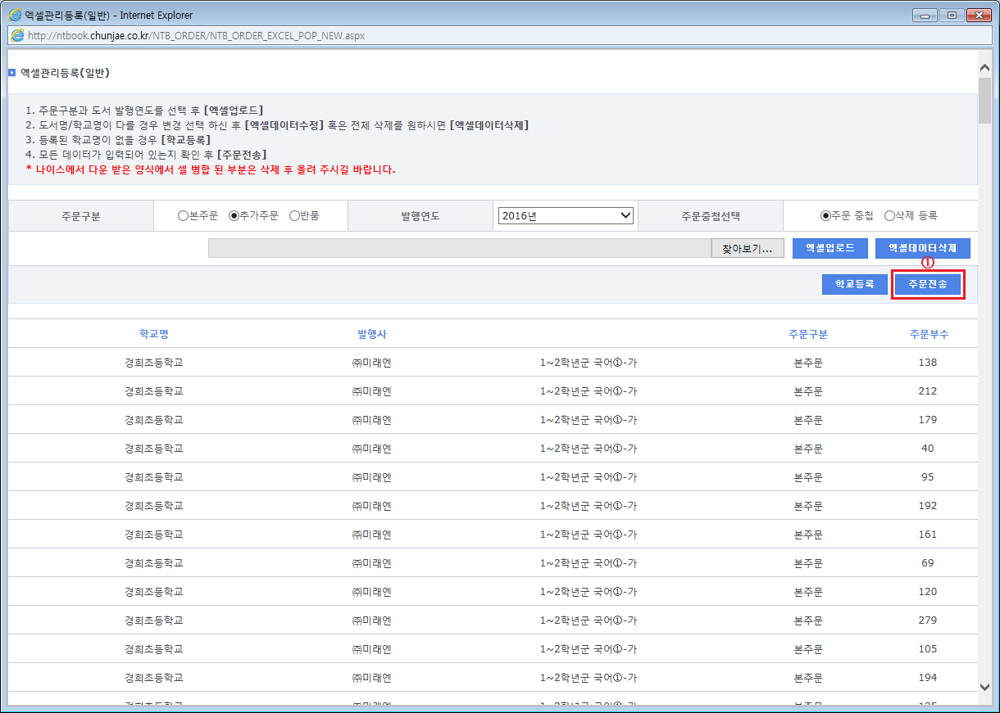 엑셀관리등록(일반) - Internet Explorer
http://ntbook.chunjae.co.kr/NTB_ORDER/NTB_ORDER_EXCEL_POP_NEW.aspx
엑셀관리등록(일반)
1. 주문구분과 도서 발행연도를 선택 후 [엑셀업로드]
2. 도서명/학교명이 다를 경우 변경 선택 하신 후 [엑셀데이터수정] 혹은 전체 삭제를 원하시면 [엑셀데이터삭제]
3. 등록된 학교명이 없을 경우 [학교등록]
4. 모든 데이터가 입력되어 있는지 확인 후 [주문전송]
* 나이스에서 다운 받은 양식에서 셀 병합 된 부분은 삭제 후 올려 주시길 바랍니다.
주문구분 본주문 추가주문 반품 발행연도 2016년 주문중첩선택 주문 중첩 삭제 등록
찾아보기... 엑셀업로드 엑셀데이터삭제
①
학교등록 주문전송
학교명 발행사 주문구분 주문부수
경희초등학교 ㈜미래엔 1~2학년군 국어①-가 본주문 138
경희초등학교 ㈜미래엔 1~2학년군 국어①-가 본주문 212
경희초등학교 ㈜미래엔 1~2학년군 국어①-가 본주문 179
경희초등학교 ㈜미래엔 1~2학년군 국어①-가 본주문 40
경희초등학교 ㈜미래엔 1~2학년군 국어①-가 본주문 95
경희초등학교 ㈜미래엔 1~2학년군 국어①-가 본주문 192
경희초등학교 ㈜미래엔 1~2학년군 국어①-가 본주문 161
경희초등학교 ㈜미래엔 1~2학년군 국어①-가 본주문 69
경희초등학교 ㈜미래엔 1~2학년군 국어①-가 본주문 120
경희초등학교 ㈜미래엔 1~2학년군 국어①-가 본주문 279
경희초등학교 ㈜미래엔 1~2학년군 국어①-가 본주문 105
경희초등학교 ㈜미래엔 1~2학년군 국어①-가 본주문 194